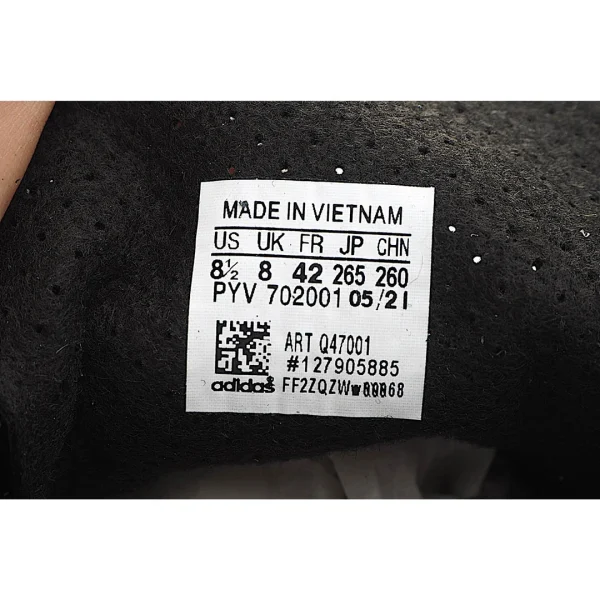 MADE IN VIETNAM
US UK FR JP CHN
8½ 8 42 265 260
PYV 702001 05/21
ART Q47001
#127905885
adidas